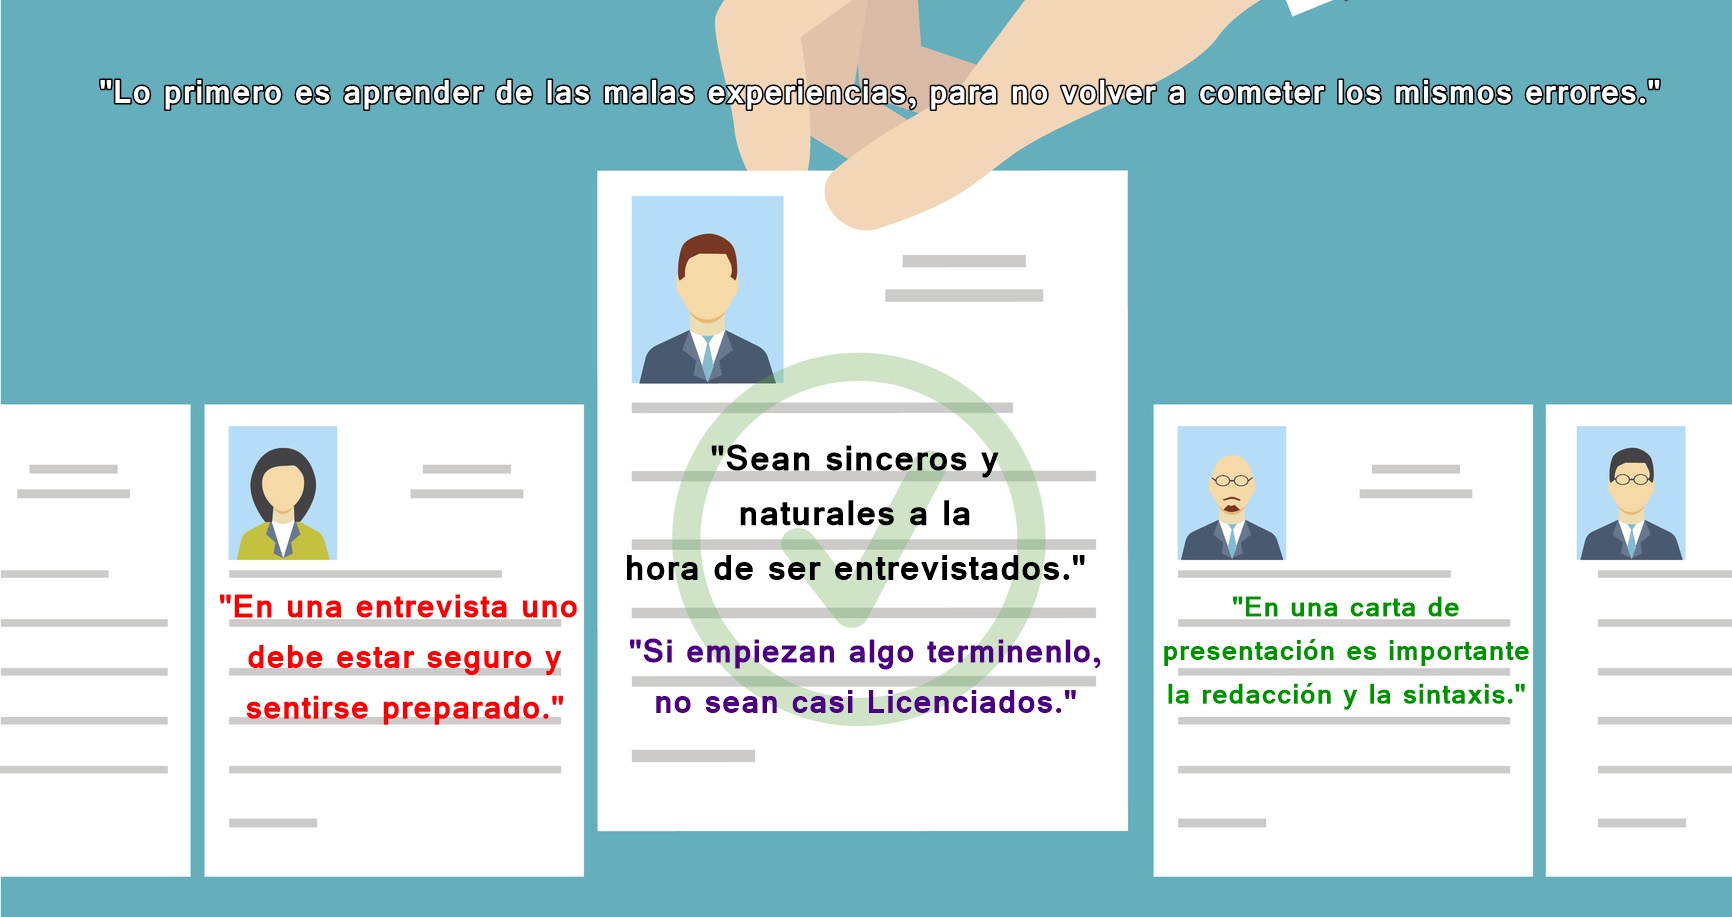 "Lo primero es aprender de las malas experiencias, para no volver a cometer los mismos errores."
"Sean sinceros y
naturales a la
hora de ser entrevistados."
"En una entrevista uno
debe estar seguro y
sentirse preparado."
"Si empiezan algo terminenlo,
no sean casi Licenciados."
"En una carta de
presentación es importante
la redacción y la sintaxis."